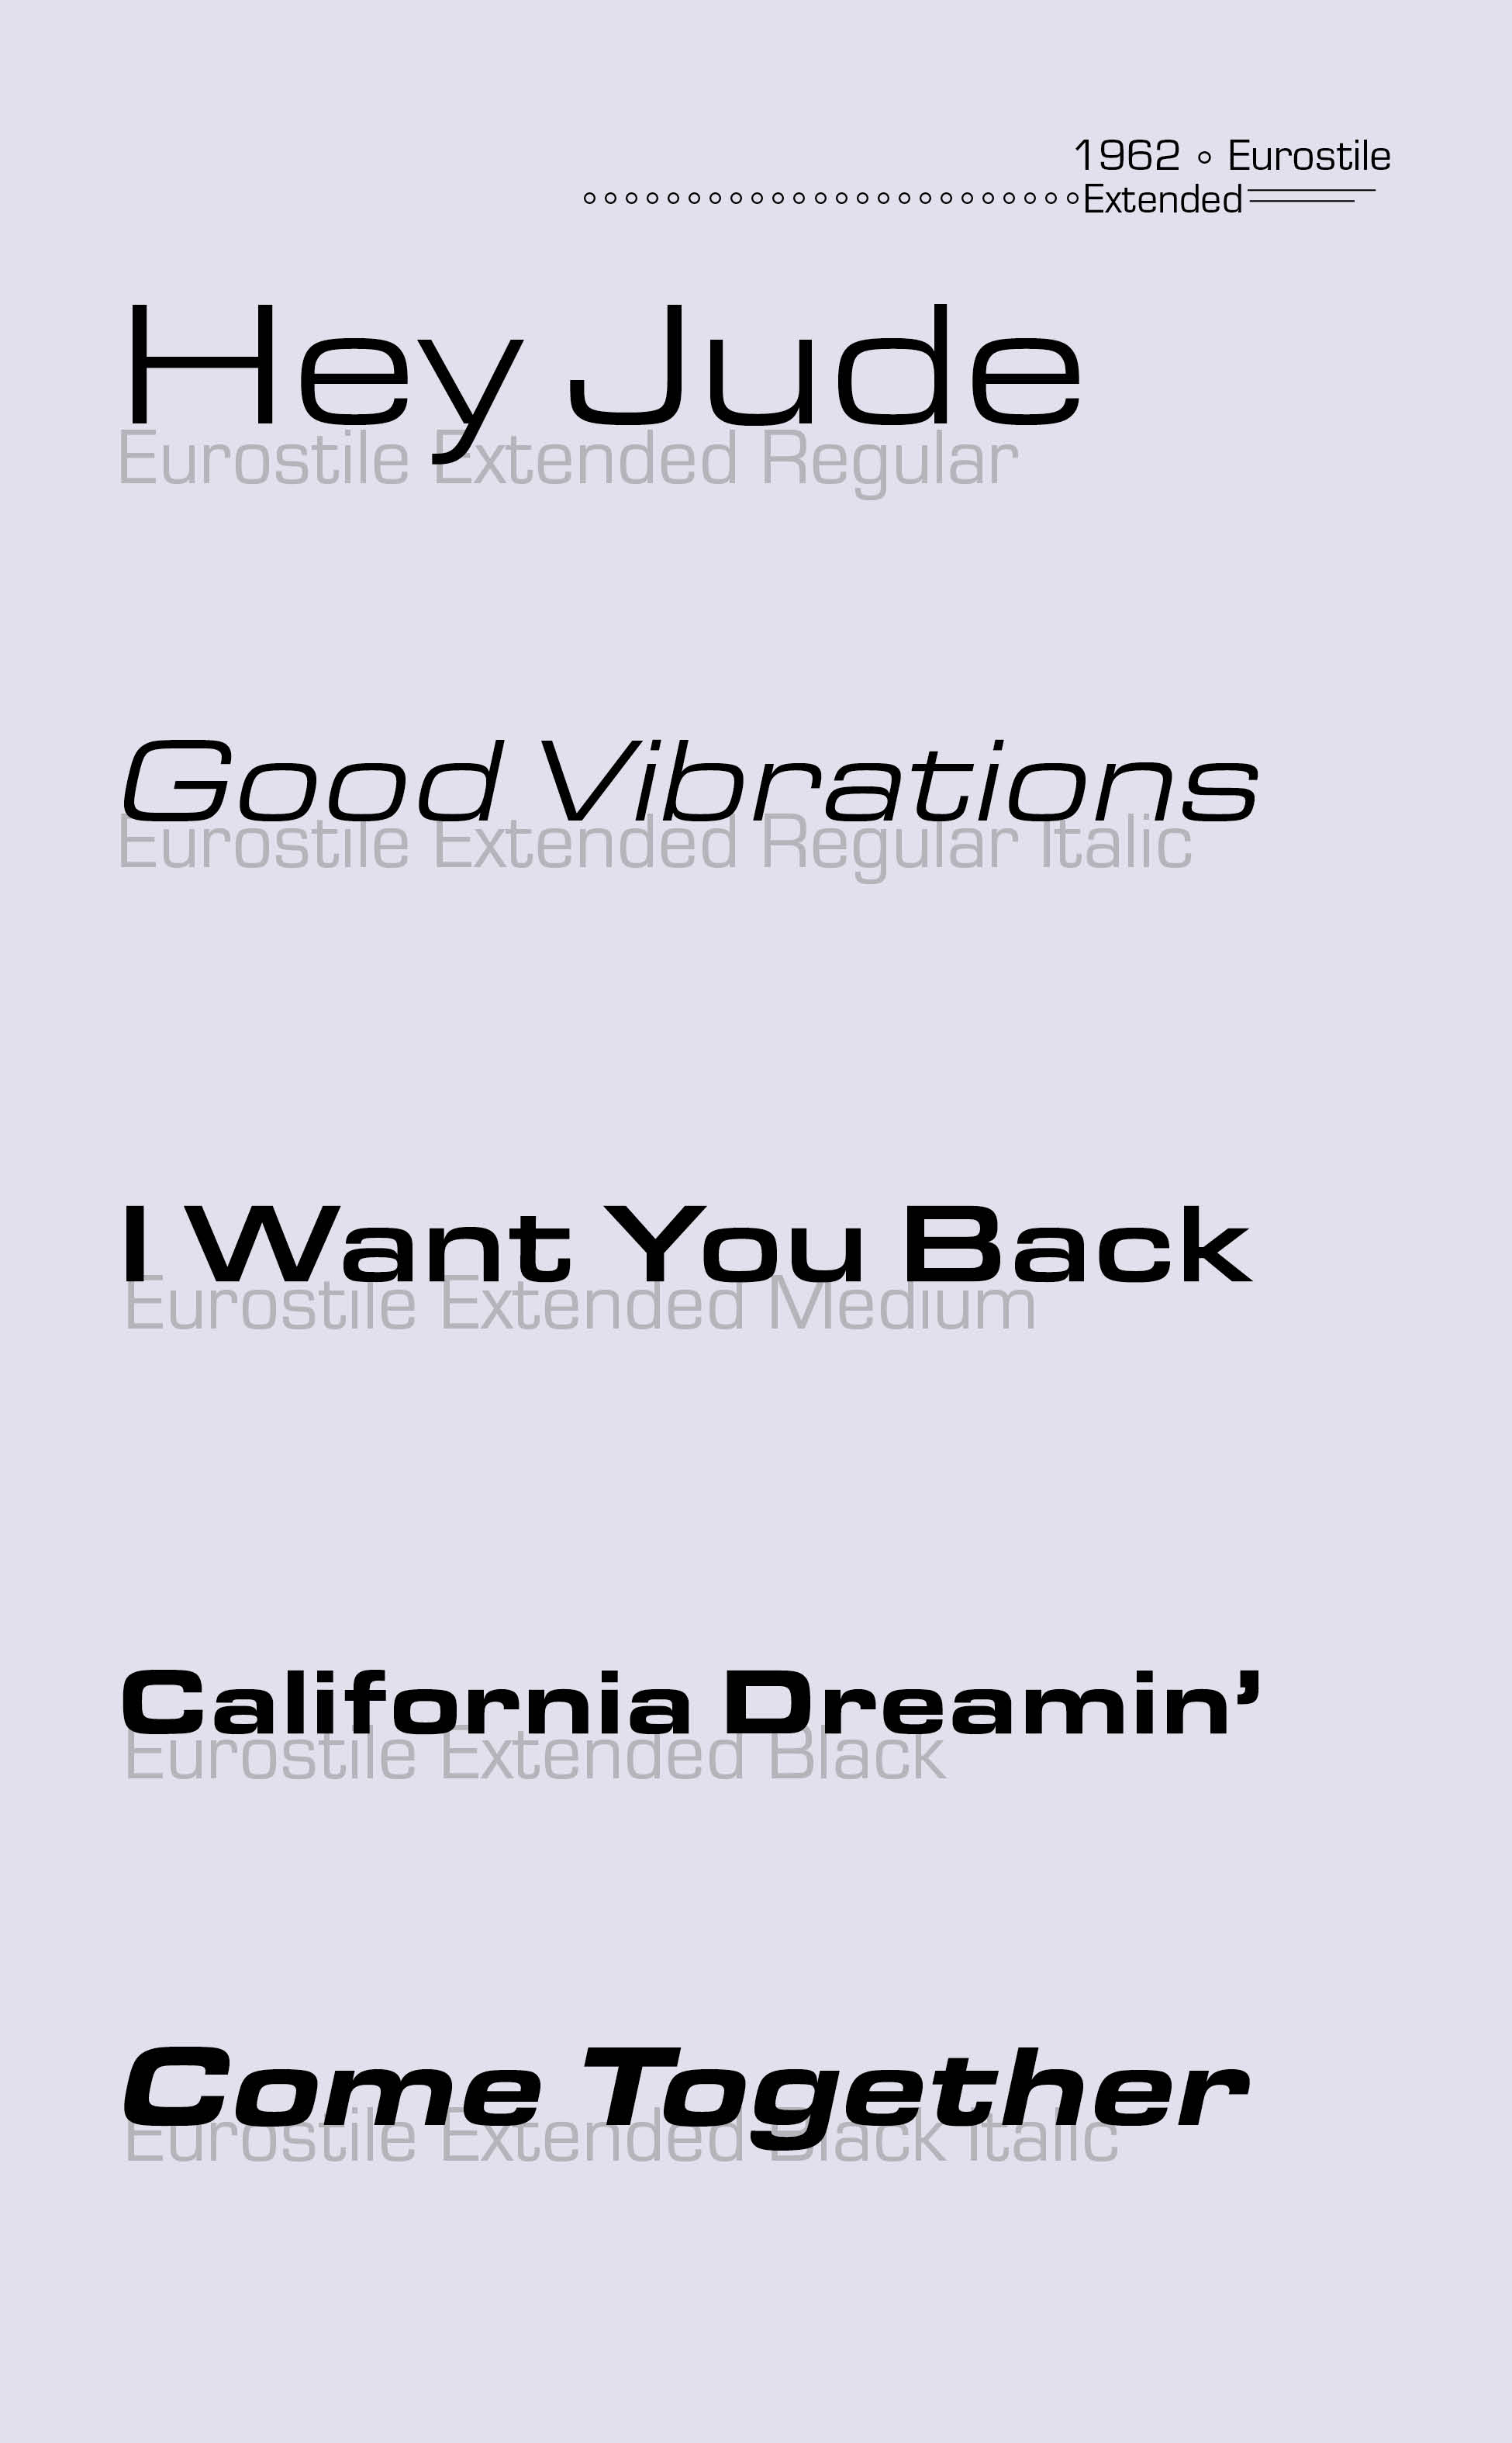 1962 ∘ Eurostile
Extended
Hey Jude
Eurostile Extended Regular
Good Vibrations
Eurostile Extended Regular Italic
I Want You Back
Eurostile Extended Medium
California Dreamin’
Eurostile Extended Black
Come Together
Eurostile Extended Black Italic